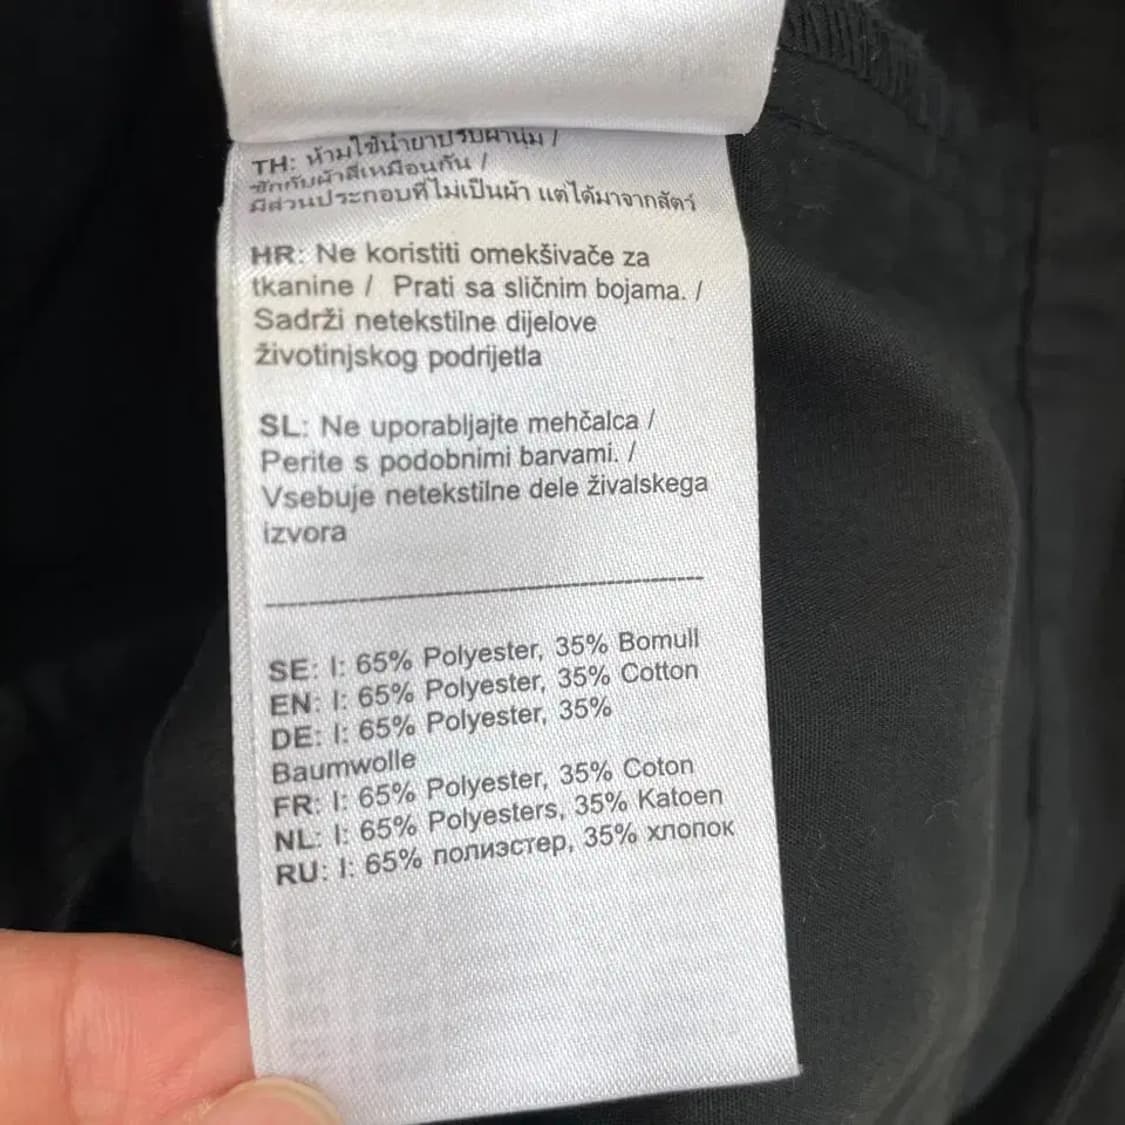 TH: ห้ามใช้น้ำยาปรับผ้านุ่ม /
ซักกับผ้าสีเหมือนกัน /
มีส่วนประกอบที่ไม่เป็นผ้า แต่ได้มาจากสัตว์
HR: Ne koristiti omekšivače za
tkanine / Prati sa sličnim bojama. /
Sadrži netekstilne dijelove
životinjskog podrijetla
SL: Ne uporabljajte mehčalca /
Perite s podobnimi barvami. /
Vsebuje netekstilne dele živalskega
izvora
SE: I: 65% Polyester, 35% Bomull
EN: I: 65% Polyester, 35% Cotton
DE: I: 65% Polyester, 35%
Baumwolle
FR: I: 65% Polyester, 35% Coton
NL: I: 65% Polyesters, 35% Katoen
RU: I: 65% полиэстер, 35% хлопок